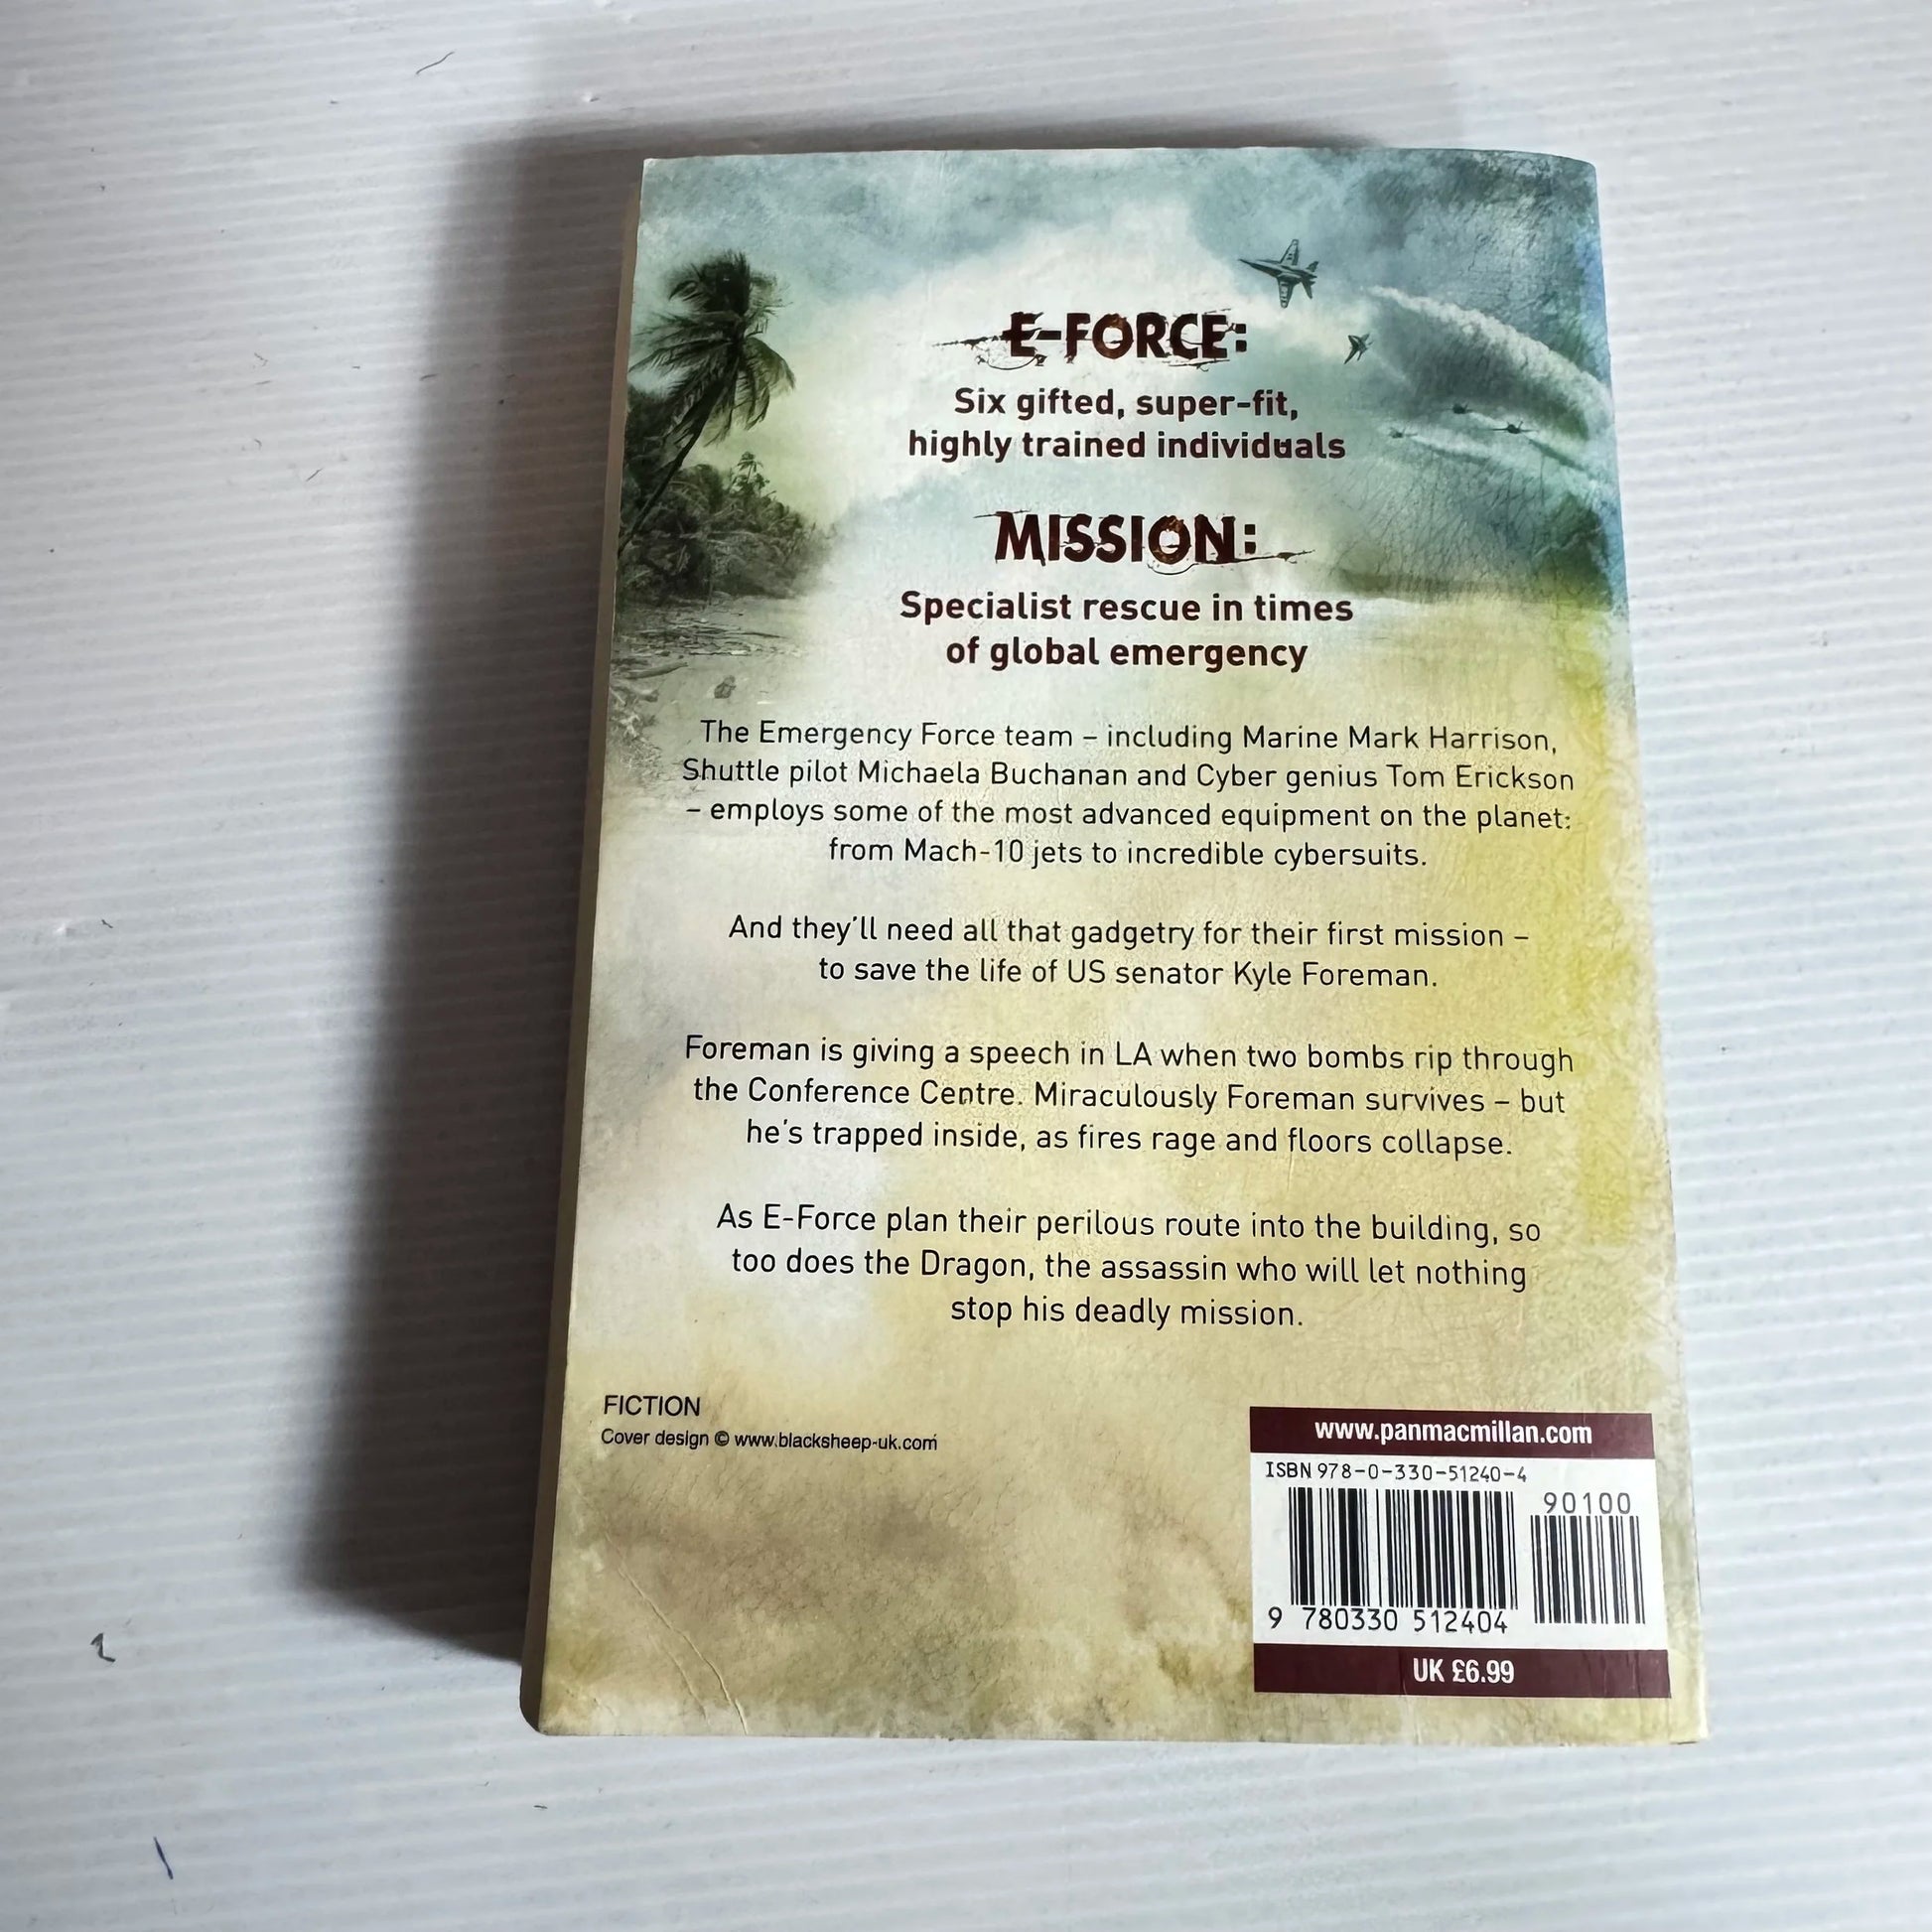 E-FORCE:
Six gifted, super-fit,
highly trained individuals
MISSION:
Specialist rescue in times
of global emergency
The Emergency Force team – including Marine Mark Harrison,
Shuttle pilot Michaela Buchanan and Cyber genius Tom Erickson
– employs some of the most advanced equipment on the planet:
from Mach-10 jets to incredible cybersuits.
And they'll need all that gadgetry for their first mission –
to save the life of US senator Kyle Foreman.
Foreman is giving a speech in LA when two bombs rip through
the Conference Centre. Miraculously Foreman survives – but
he's trapped inside, as fires rage and floors collapse.
As E-Force plan their perilous route into the building, so
too does the Dragon, the assassin who will let nothing
stop his deadly mission.
FICTION
Cover design © www.blacksheep-uk.com
www.panmacmillan.com
ISBN 978-0-330-51240-4
90100
9 780330 512404
UK £6.99